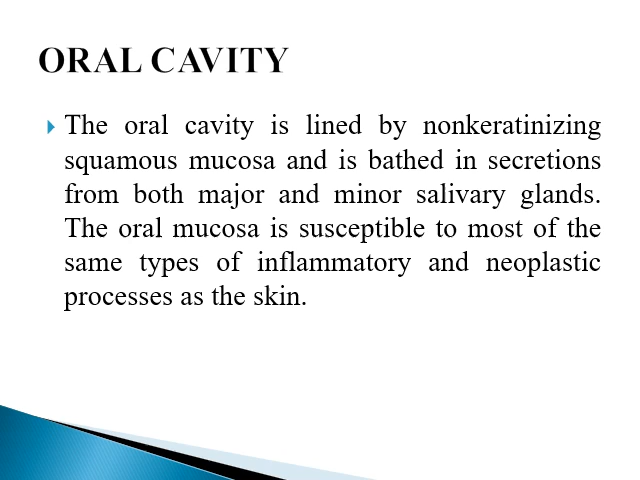 ORAL CAVITY
The oral cavity is lined by nonkeratinizing
squamous mucosa and is bathed in secretions
from both major and minor salivary glands.
The oral mucosa is susceptible to most of the
same types of inflammatory and neoplastic
processes as the skin.